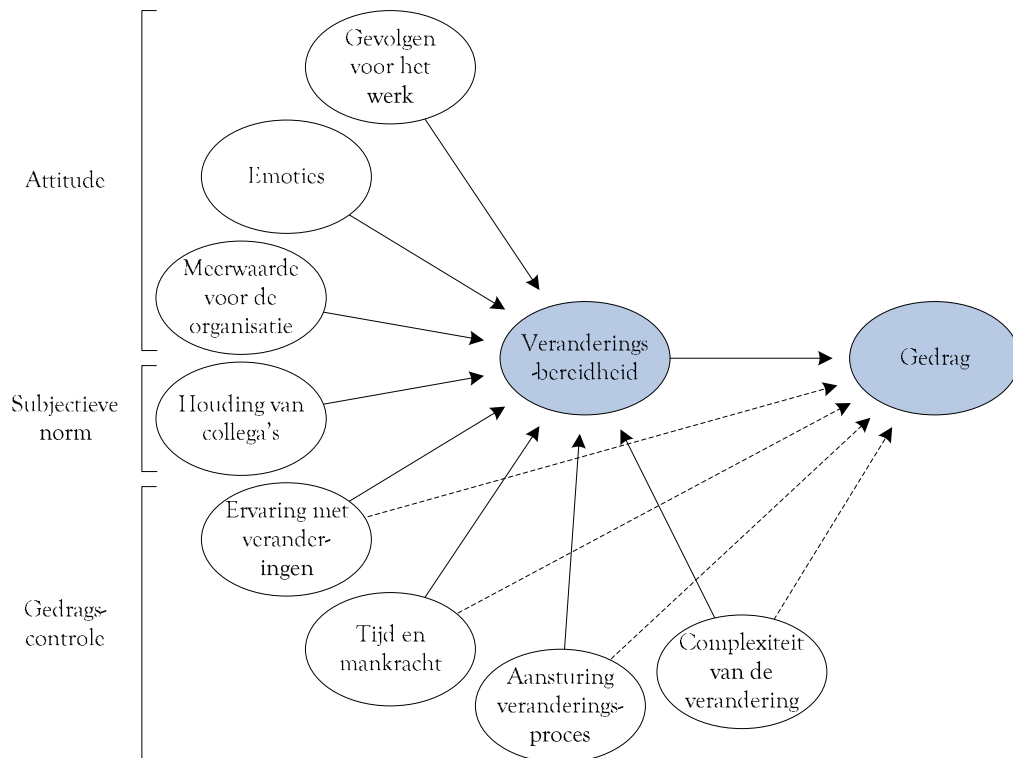 Attitude
Gevolgen
voor het
werk
Emoties
Meerwaarde
voor de
organisatie
Subjectieve
norm
Houding van
collega's
Veranderings
-bereidheid
Gedrag
Gedrags-
controle
Ervaring met
verander-
ingen
Tijd en
mankracht
Aansturing
veranderings-
proces
Complexiteit
van de
verandering